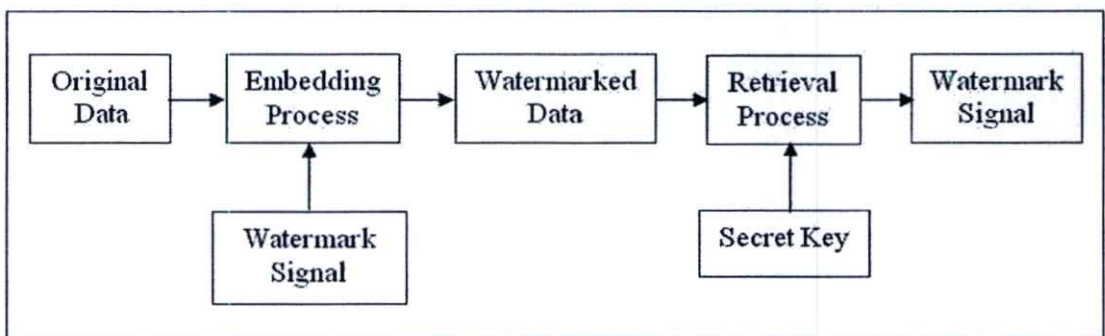 Original
Data
Embedding
Process
Watermarked
Data
Retrieval
Process
Watermark
Signal
Watermark
Signal
Secret Key